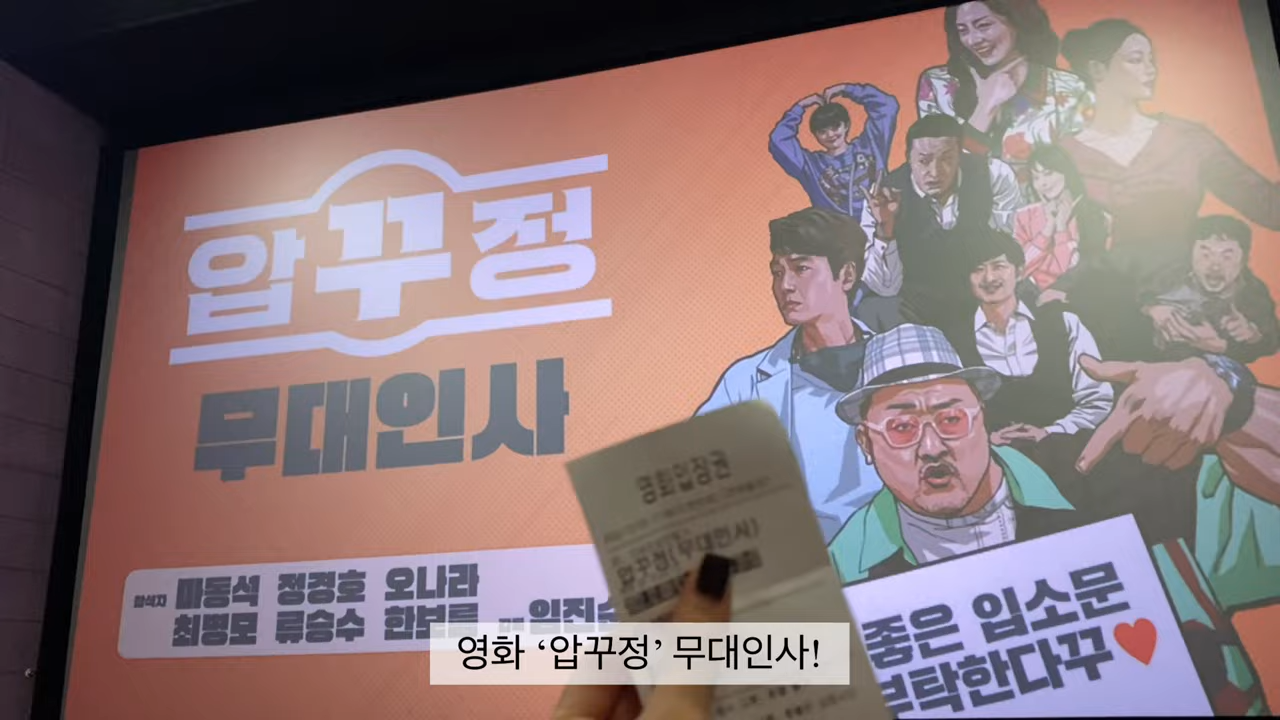 압꾸정
무대인사
참석자 마동석 정경호 오나라
최병모 류승수 한보름 임진
영화입장권
압꾸정(무대인사)
좋은 입소문
부탁한다꾸♥
영화 ‘압꾸정’ 무대인사!